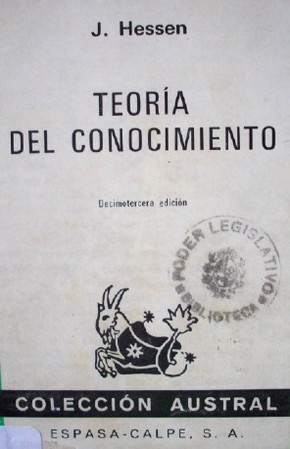 J. Hessen
TEORÍA
DEL CONOCIMIENTO
Decimotercera edición
PODER LEGISLATIVO
BIBLIOTECA
COLECCIÓN AUSTRAL
ESPASA-CALPE, S. A.